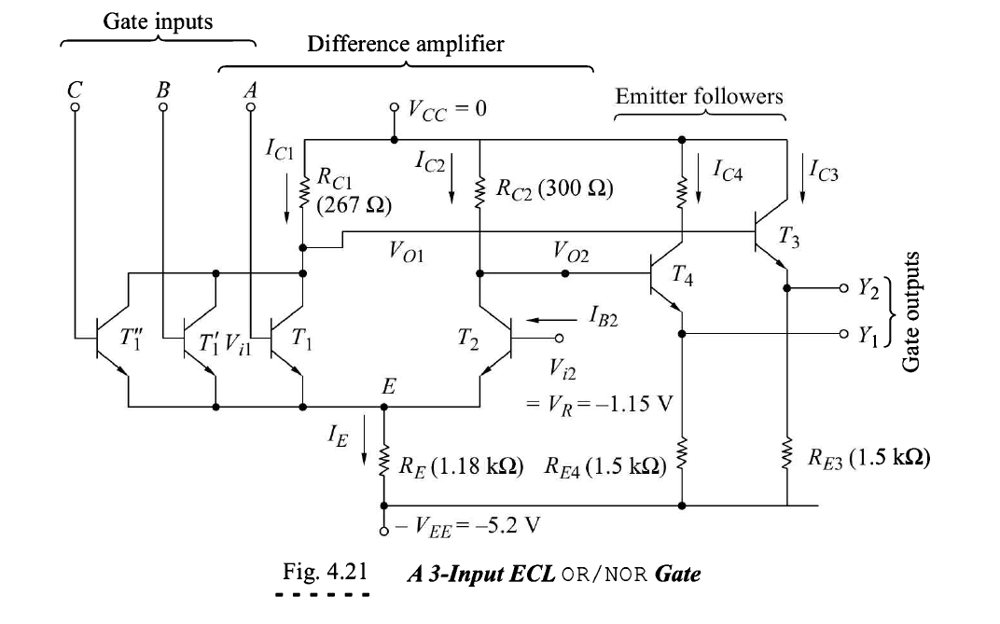 Gate inputs
Difference amplifier
Emitter followers
C
B
A
V_CC = 0
I_C1
R_C1
(267 Ω)
I_C2
R_C2 (300 Ω)
I_C4
I_C3
V_O1
V_O2
T_3
T_4
Y_2
Y_1
Gate outputs
T″_1
T′_1
V_i1
T_1
T_2
I_B2
V_i2
= V_R = –1.15 V
E
I_E
R_E (1.18 kΩ)
R_E4 (1.5 kΩ)
R_E3 (1.5 kΩ)
– V_EE = –5.2 V
Fig. 4.21 A 3-Input ECL OR/NOR Gate